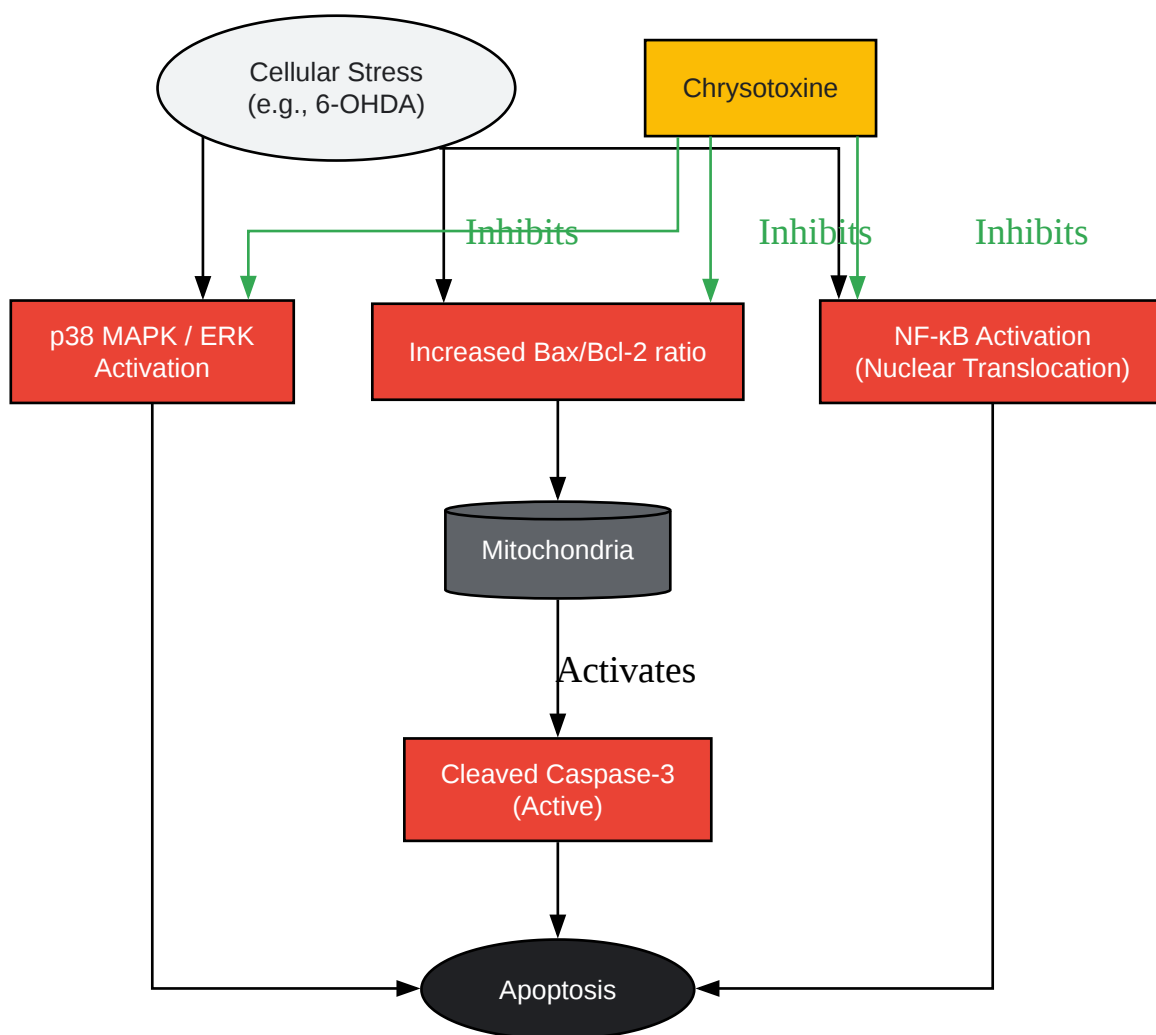 Cellular Stress
(e.g., 6-OHDA)
Chrysotoxine
Inhibits
Inhibits
Inhibits
p38 MAPK / ERK
Activation
Increased Bax/Bcl-2 ratio
NF-κB Activation
(Nuclear Translocation)
Mitochondria
Activates
Cleaved Caspase-3
(Active)
Apoptosis